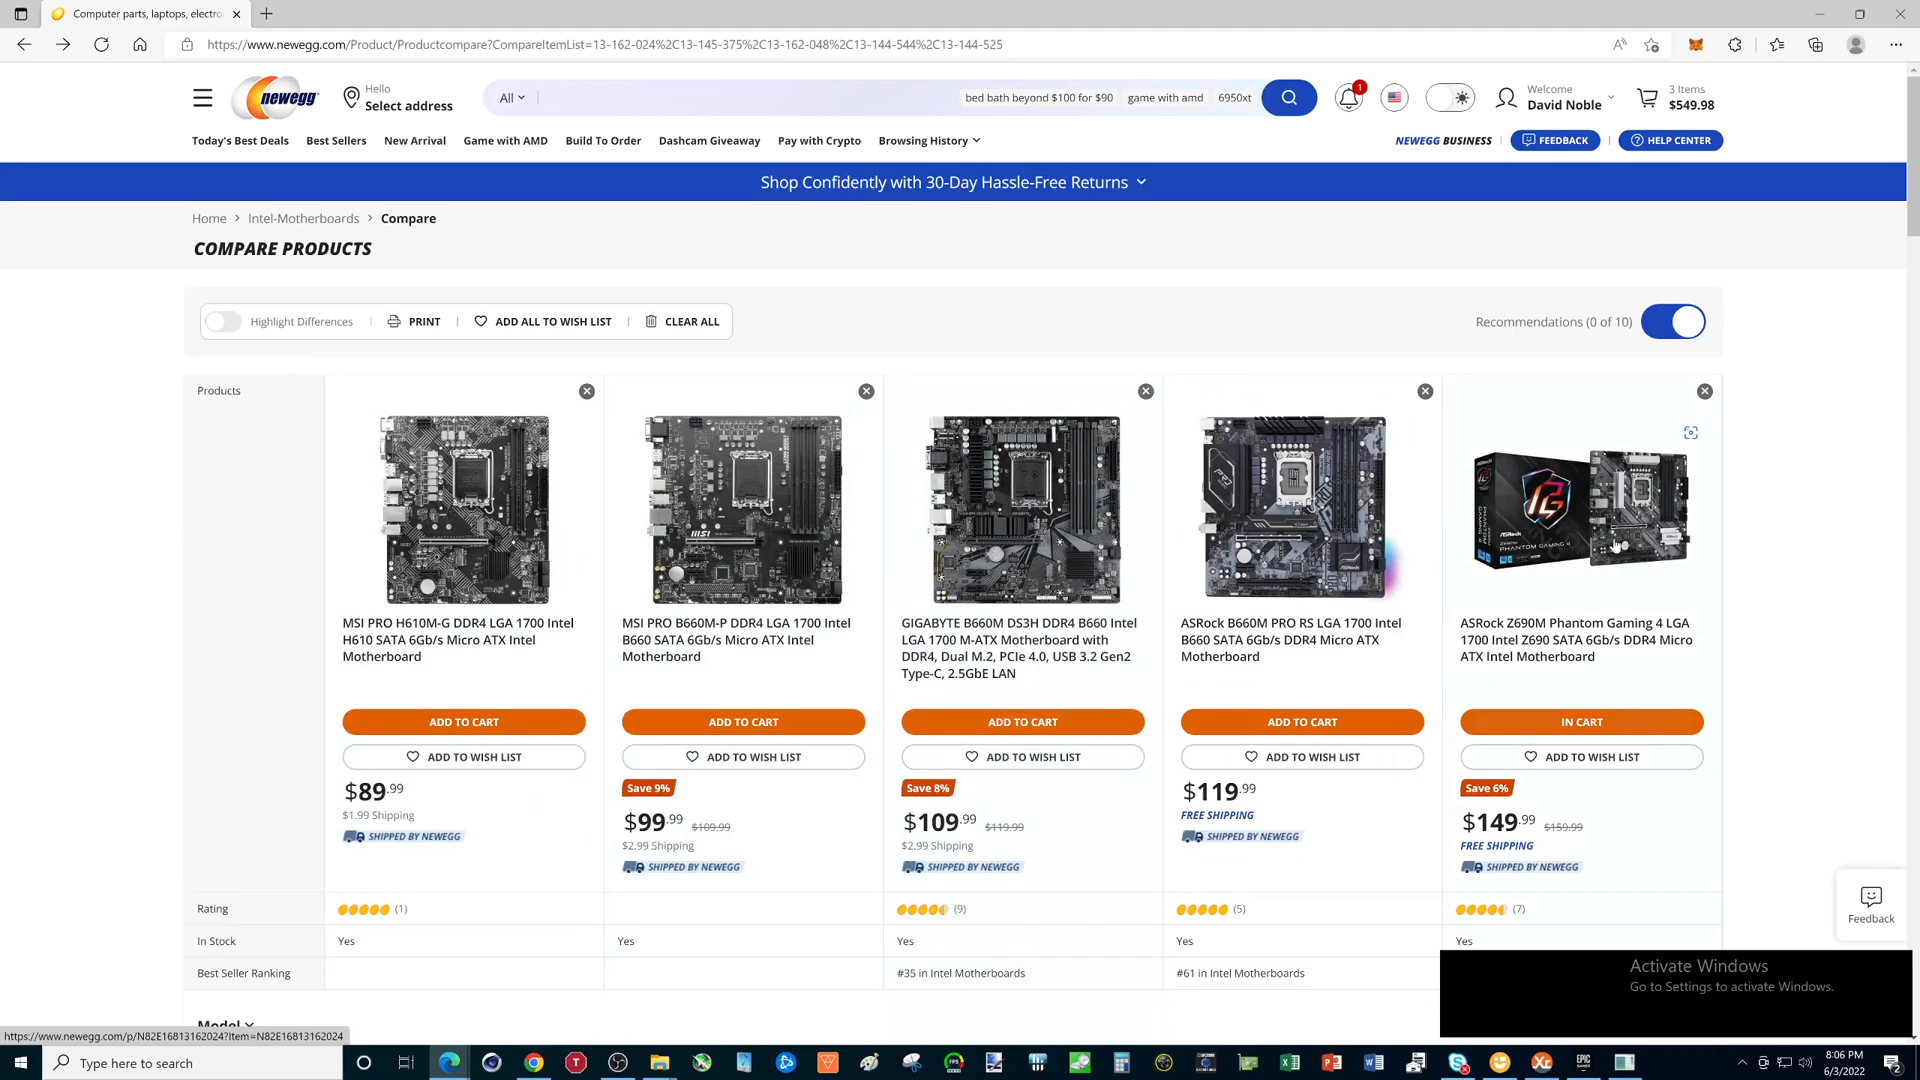 Computer parts, laptops, electro
https://www.newegg.com/Product/Productcompare?CompareItemList=13-162-024%2C13-145-375%2C13-162-048%2C13-144-544%2C13-144-525
newegg
Hello
Select address
All
bed bath beyond $100 for $90 game with amd 6950xt
1
Welcome
David Noble
3 Items
$549.98
Today's Best Deals Best Sellers New Arrival Game with AMD Build To Order Dashcam Giveaway Pay with Crypto Browsing History
NEWEGG BUSINESS FEEDBACK HELP CENTER
Shop Confidently with 30-Day Hassle-Free Returns
Home > Intel-Motherboards > Compare
COMPARE PRODUCTS
Highlight Differences PRINT ADD ALL TO WISH LIST CLEAR ALL
Recommendations (0 of 10)
Products
MSI PRO H610M-G DDR4 LGA 1700 Intel
H610 SATA 6Gb/s Micro ATX Intel
Motherboard
ADD TO CART
ADD TO WISH LIST
$89.99
$1.99 Shipping
SHIPPED BY NEWEGG
MSI PRO B660M-P DDR4 LGA 1700 Intel
B660 SATA 6Gb/s Micro ATX Intel
Motherboard
ADD TO CART
ADD TO WISH LIST
Save 9%
$99.99 $109.99
$2.99 Shipping
SHIPPED BY NEWEGG
GIGABYTE B660M DS3H DDR4 B660 Intel
LGA 1700 M-ATX Motherboard with
DDR4, Dual M.2, PCIe 4.0, USB 3.2 Gen2
Type-C, 2.5GbE LAN
ADD TO CART
ADD TO WISH LIST
Save 8%
$109.99 $119.99
$2.99 Shipping
SHIPPED BY NEWEGG
ASRock B660M PRO RS LGA 1700 Intel
B660 SATA 6Gb/s DDR4 Micro ATX
Motherboard
ADD TO CART
ADD TO WISH LIST
$119.99
FREE SHIPPING
SHIPPED BY NEWEGG
PHANTOM GAMING 4
ASRock Z690M Phantom Gaming 4 LGA
1700 Intel Z690 SATA 6Gb/s DDR4 Micro
ATX Intel Motherboard
IN CART
ADD TO WISH LIST
Save 6%
$149.99 $159.99
FREE SHIPPING
SHIPPED BY NEWEGG
Rating (1) (9) (5) (7)
In Stock Yes Yes Yes Yes Yes
Best Seller Ranking #35 in Intel Motherboards #61 in Intel Motherboards
Model
Feedback
Activate Windows
Go to Settings to activate Windows.
https://www.newegg.com/p/N82E16813162024?Item=N82E16813162024
Type here to search
8:06 PM
6/3/2022
2